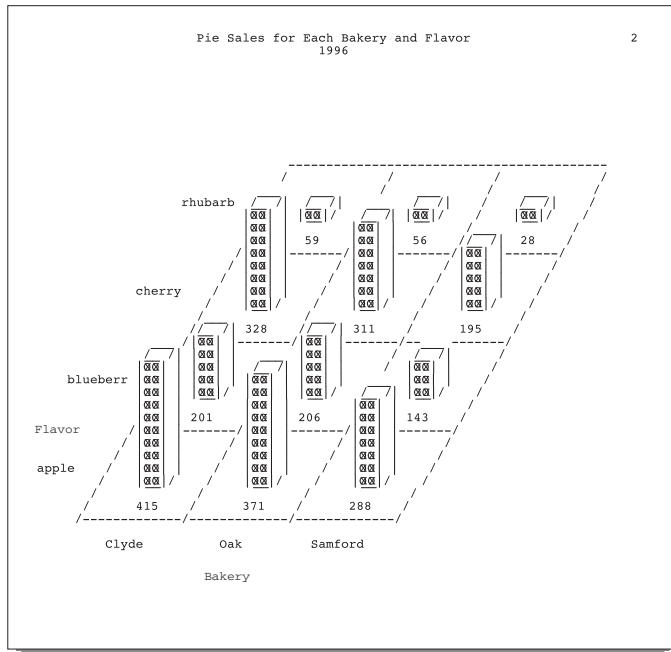 Pie Sales for Each Bakery and Flavor 2
1996
rhubarb
59 56 28
cherry
328 311 195
blueberr
201 206 143
Flavor
apple
415 371 288
Clyde Oak Samford
Bakery